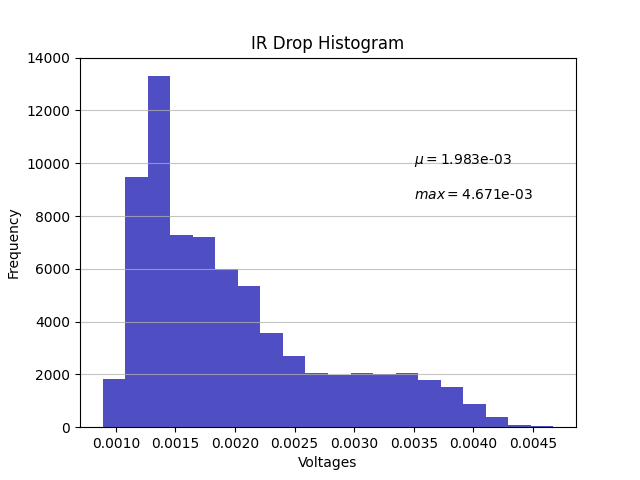 IR Drop Histogram
14000
12000
10000
8000
6000
4000
2000
0
Frequency
μ = 1.983e-03
max = 4.671e-03
0.0010 0.0015 0.0020 0.0025 0.0030 0.0035 0.0040 0.0045
Voltages